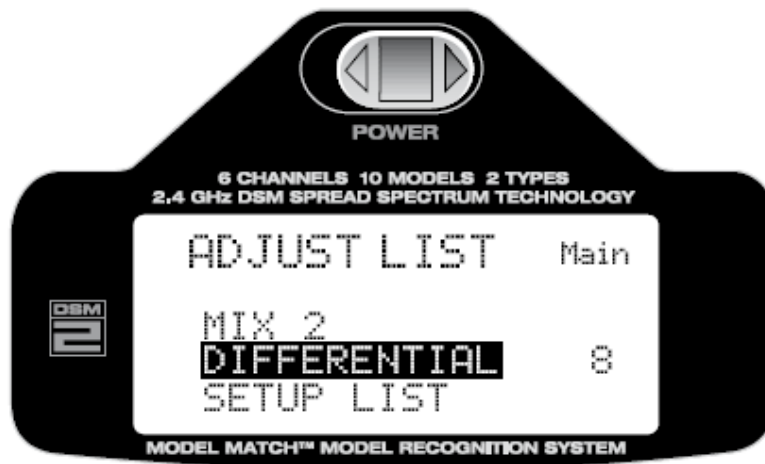 POWER
6 CHANNELS 10 MODELS 2 TYPES
2.4 GHz DSM SPREAD SPECTRUM TECHNOLOGY
ADJUST LIST Main
MIX 2
DIFFERENTIAL 8
SETUP LIST
DSM
2
MODEL MATCH™ MODEL RECOGNITION SYSTEM